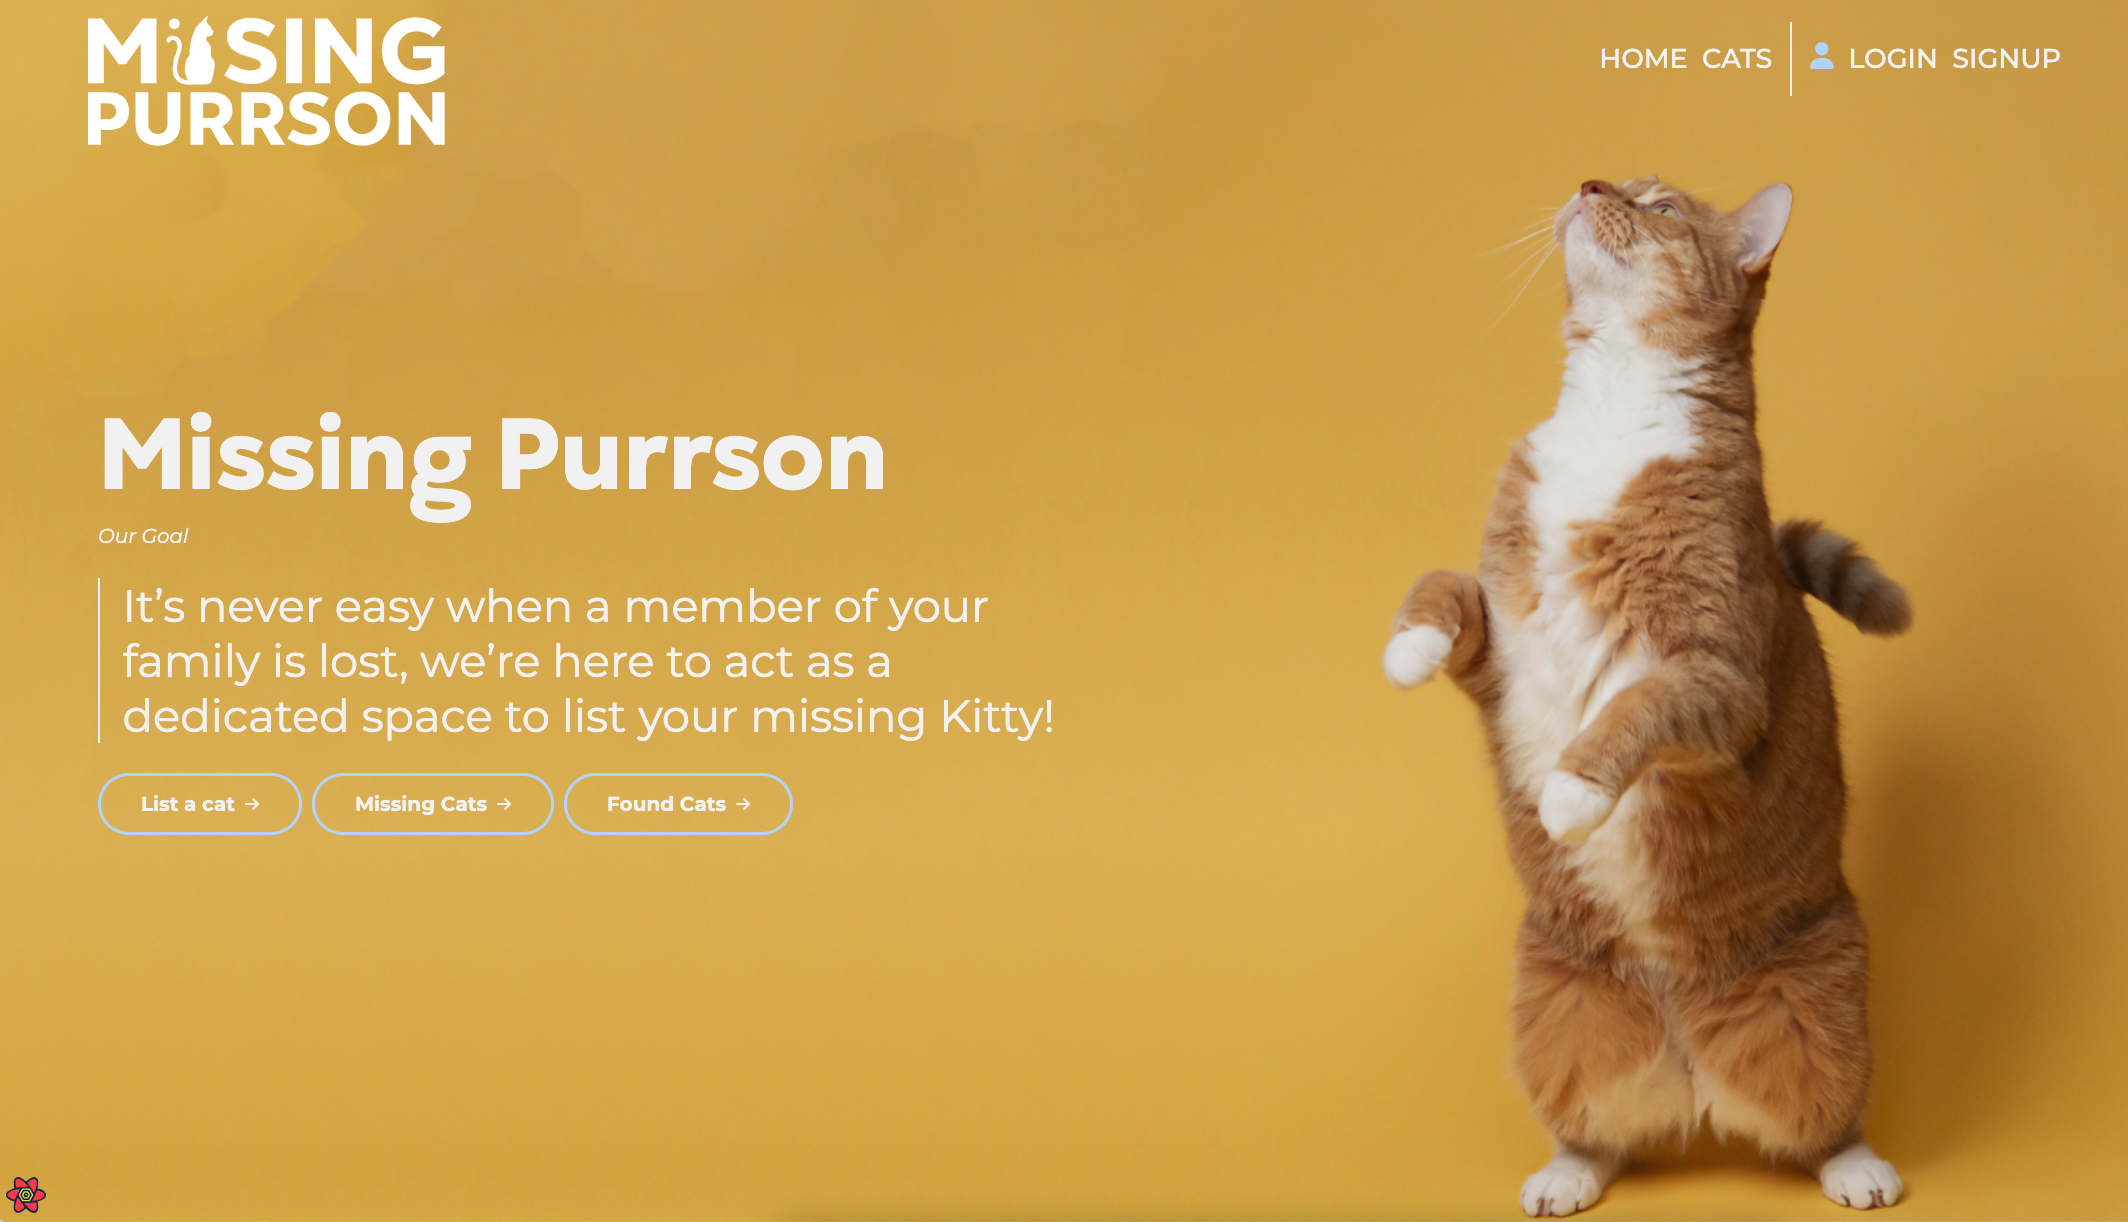 MissING
PURRSON
HOME CATS LOGIN SIGNUP
Missing Purrson
Our Goal
It’s never easy when a member of your
family is lost, we’re here to act as a
dedicated space to list your missing Kitty!
List a cat → Missing Cats → Found Cats →